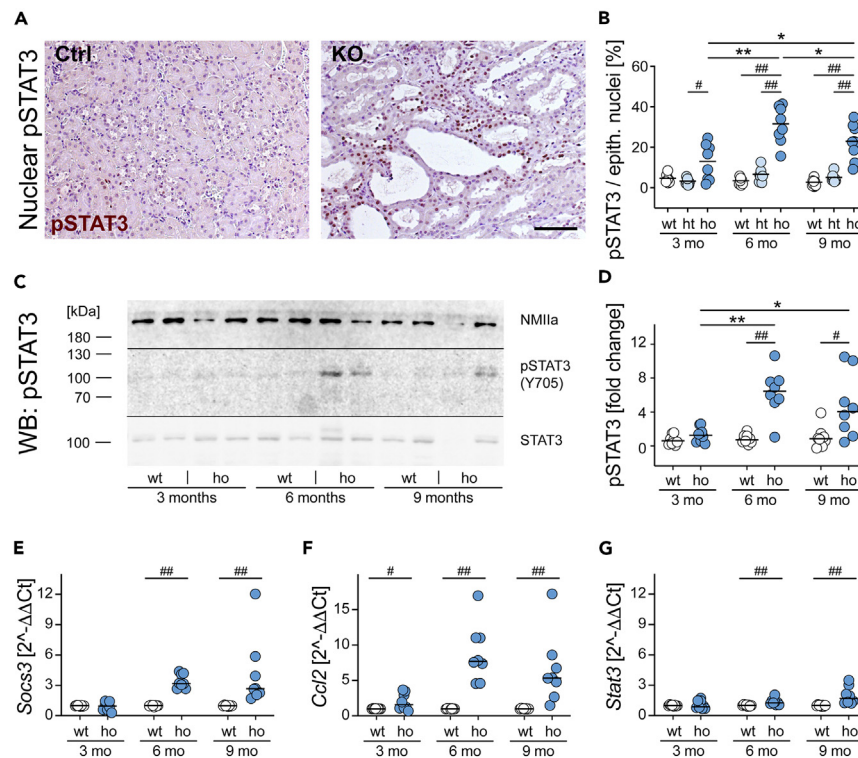 A
Nuclear pSTAT3
Ctrl
KO
pSTAT3
B
pSTAT3 / epith. nuclei [%]
*
** *
## ##
# ## ##
60
40
20
0
wt ht ho wt ht ho wt ht ho
3 mo 6 mo 9 mo
C
WB: pSTAT3
[kDa]
180
130
100
70
100
NMIIa
pSTAT3
(Y705)
STAT3
wt | ho wt | ho wt | ho
3 months 6 months 9 months
D
pSTAT3 [fold change]
*
**
## #
12
8
4
0
wt ho wt ho wt ho
3 mo 6 mo 9 mo
E
Socs3 [2^-ΔΔCt]
## ##
12
9
6
3
0
wt ho wt ho wt ho
3 mo 6 mo 9 mo
F
Ccl2 [2^-ΔΔCt]
# ## ##
15
10
5
0
wt ho wt ho wt ho
3 mo 6 mo 9 mo
G
Stat3 [2^-ΔΔCt]
## ##
12
9
6
3
0
wt ho wt ho wt ho
3 mo 6 mo 9 mo